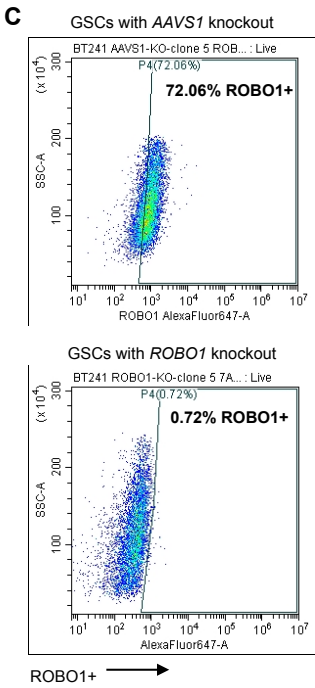 C
GSCs with AAVS1 knockout
BT241 AAVS1-KO-clone 5 ROB... : Live
P4(72.06%)
72.06% ROBO1+
(x 10⁴)
SSC-A
300
200
100
10¹ 10² 10³ 10⁴ 10⁵ 10⁶ 10⁷
ROBO1 AlexaFluor647-A
GSCs with ROBO1 knockout
BT241 ROBO1-KO-clone 5 7A... : Live
P4(0.72%)
0.72% ROBO1+
(x 10⁴)
SSC-A
300
200
100
10¹ 10² 10³ 10⁴ 10⁵ 10⁶ 10⁷
AlexaFluor647-A
ROBO1+